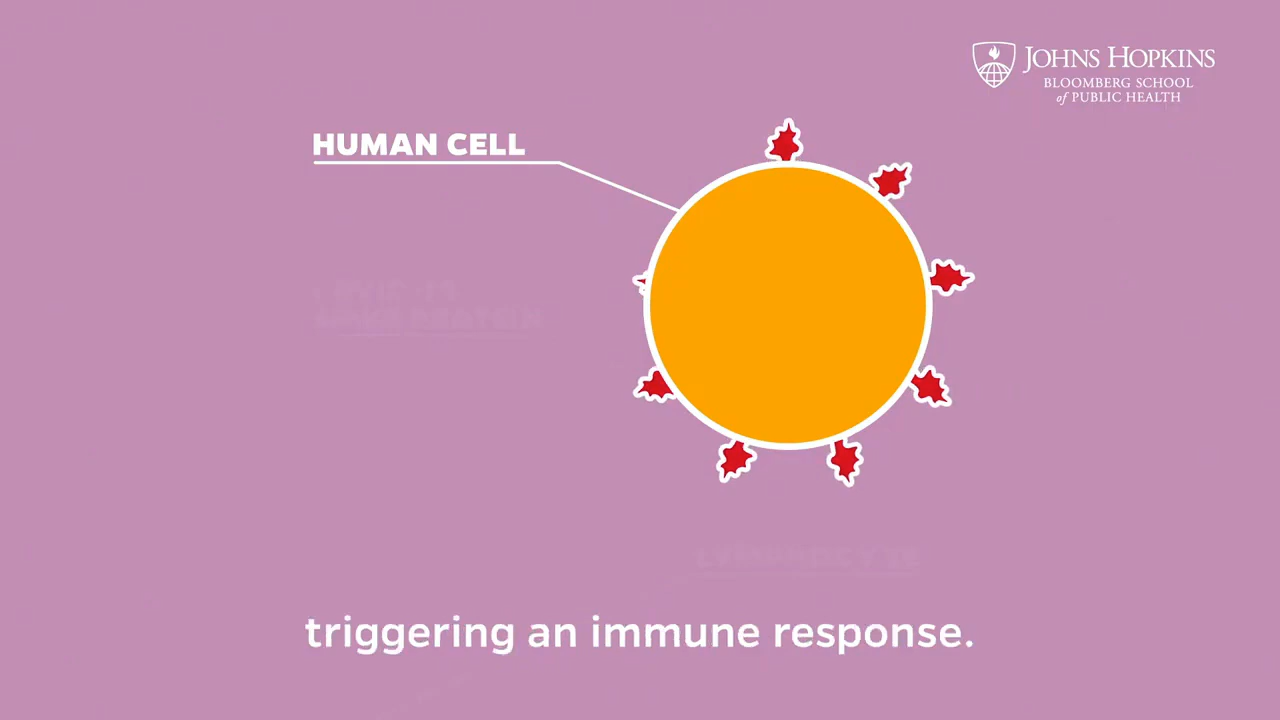 JOHNS HOPKINS
BLOOMBERG SCHOOL
of PUBLIC HEALTH
HUMAN CELL
triggering an immune response.